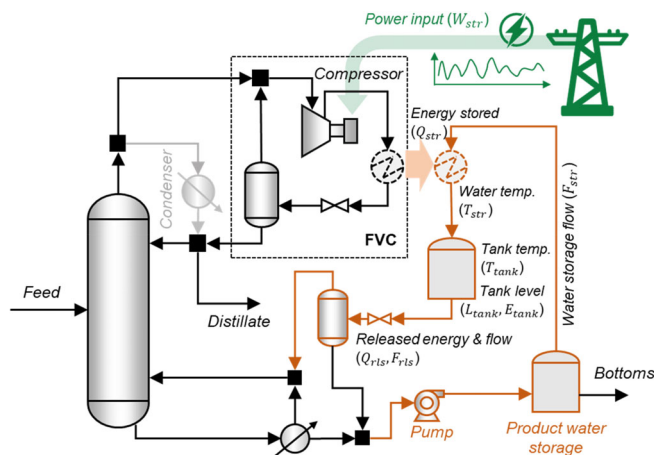 Power input (W_str)
Compressor
Energy stored
(Q_str)
Condenser
FVC
Water temp.
(T_str)
Water storage flow (F_str)
Tank temp.
(T_tank)
Tank level
(L_tank, E_tank)
Feed
Distillate
Released energy & flow
(Q_rls, F_rls)
Bottoms
Pump
Product water
storage